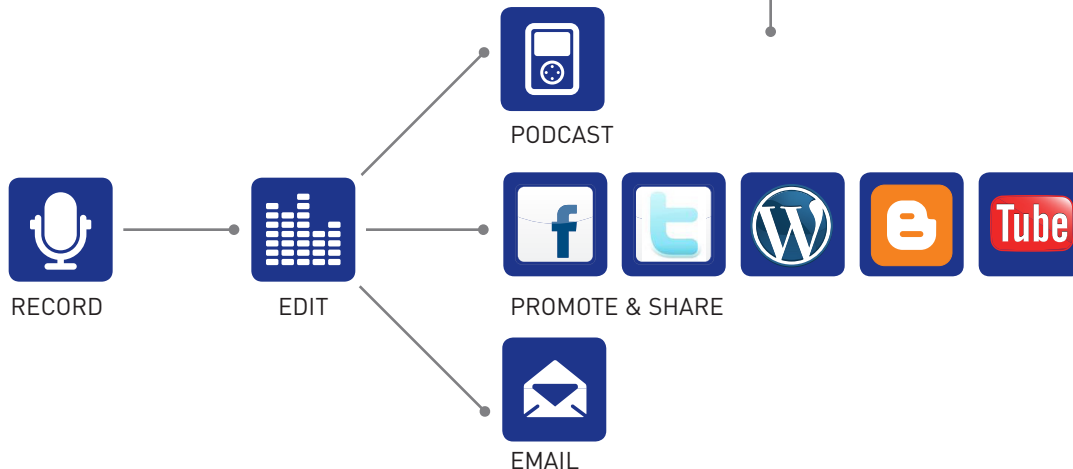 PODCAST
f
t
W
B
Tube
RECORD
EDIT
PROMOTE & SHARE
EMAIL